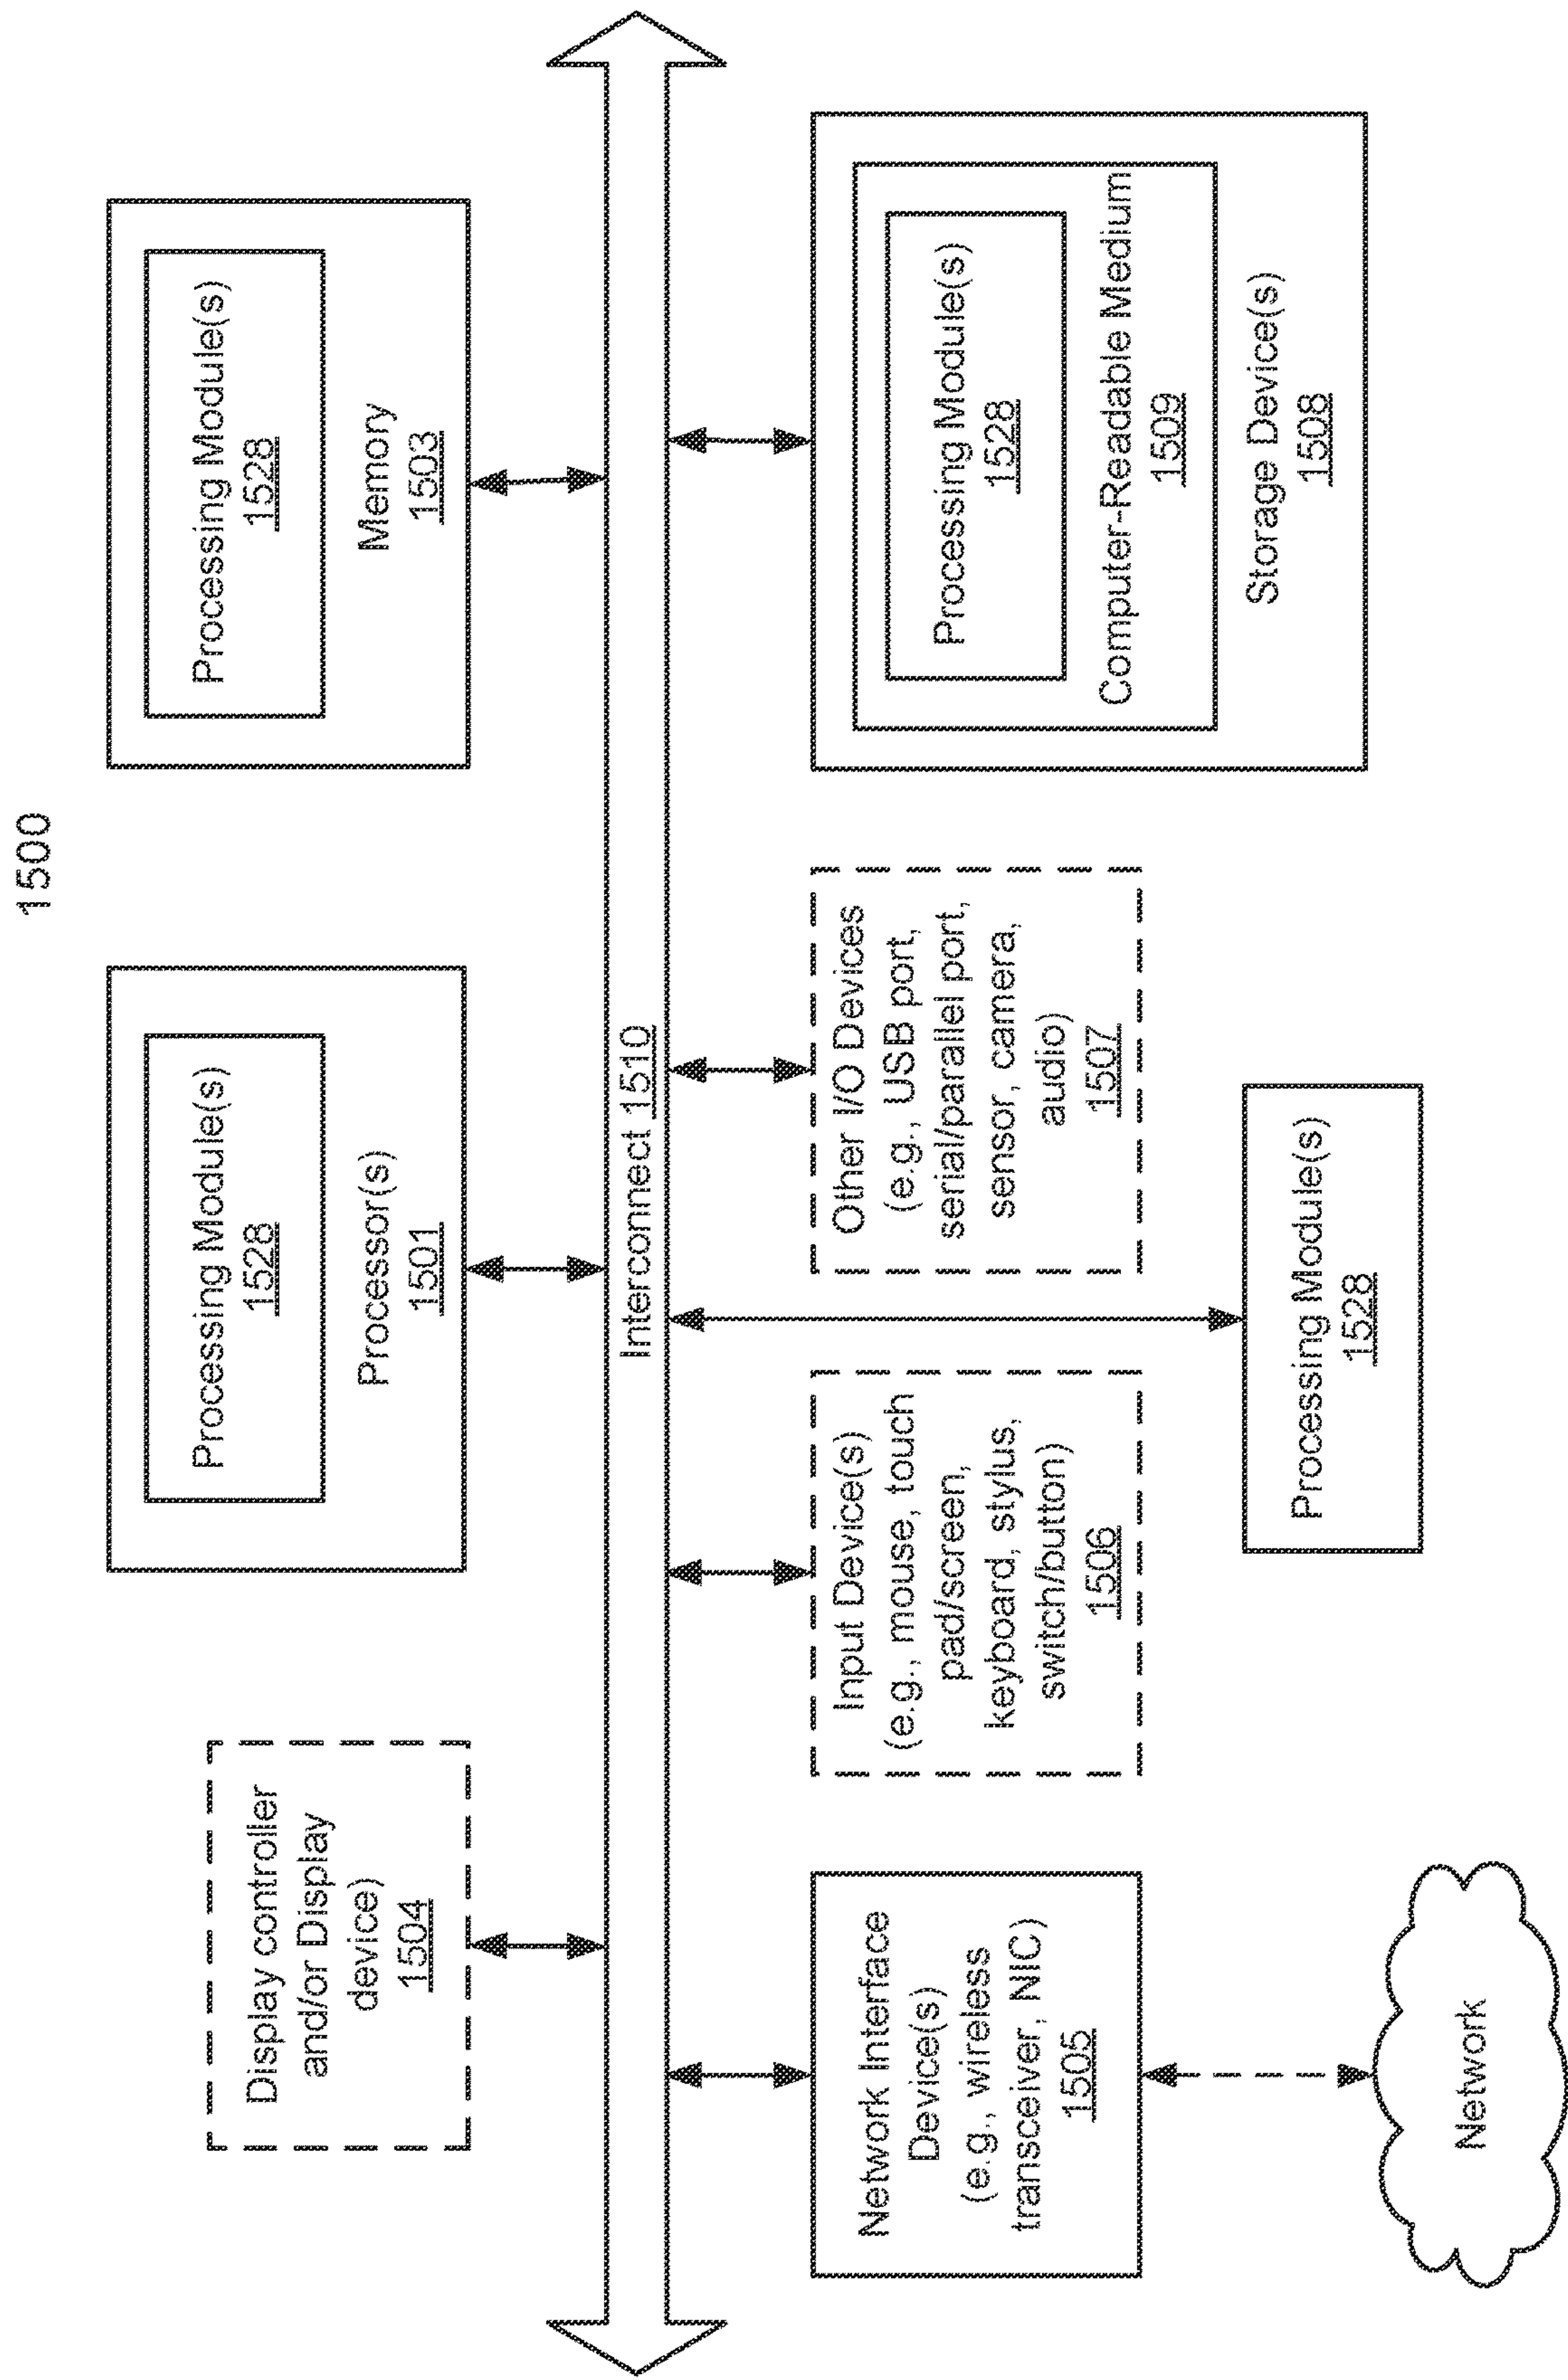 1500
Processing Module(s)
1528
Processor(s)
1501
Processing Module(s)
1528
Memory
1503
Display controller
and/or Display
device)
1504
Interconnect 1510
Network Interface
Device(s)
(e.g., wireless
transceiver, NIC)
1505
Input Device(s)
(e.g., mouse, touch
pad/screen,
keyboard, stylus,
switch/button)
1506
Other I/O Devices
(e.g., USB port,
serial/parallel port,
sensor, camera,
audio)
1507
Processing Module(s)
1528
Computer-Readable Medium
1509
Storage Device(s)
1508
Processing Module(s)
1528
Network